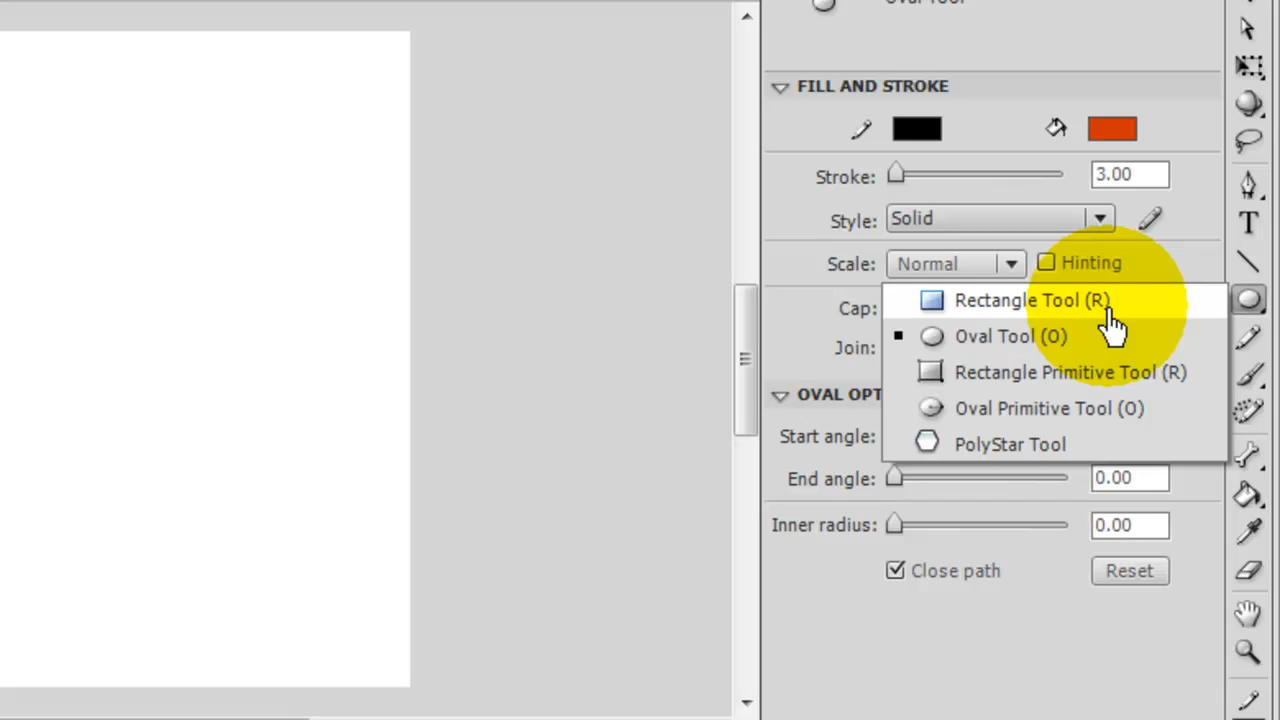 Oval Tool
FILL AND STROKE
Stroke: 3.00
Style: Solid
Scale: Normal Hinting
Cap:
Join:
Rectangle Tool (R)
Oval Tool (O)
Rectangle Primitive Tool (R)
Oval Primitive Tool (O)
PolyStar Tool
OVAL OPT
Start angle:
End angle: 0.00
Inner radius: 0.00
Close path Reset
T